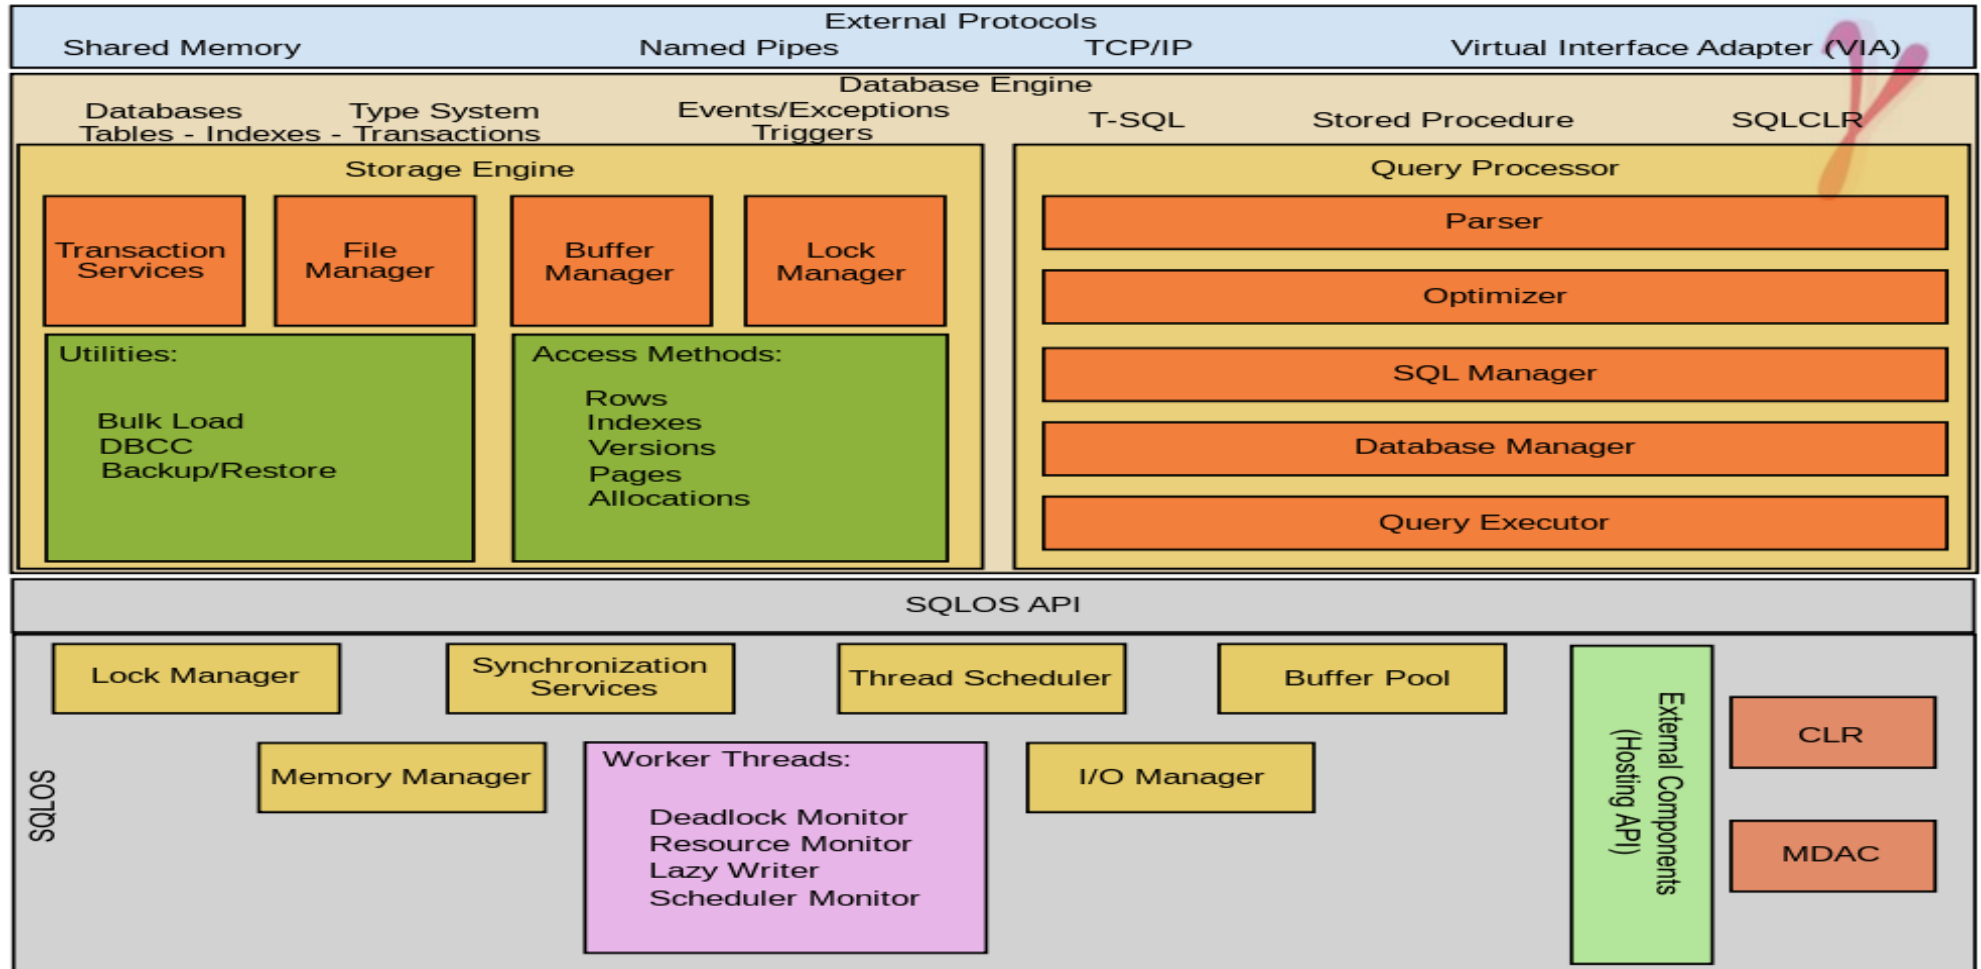 External Protocols
Shared Memory Named Pipes TCP/IP Virtual Interface Adapter (VIA)
Database Engine
Databases Type System Events/Exceptions T-SQL Stored Procedure SQLCLR
Tables - Indexes - Transactions Triggers
Storage Engine
Transaction
Services
File
Manager
Buffer
Manager
Lock
Manager
Utilities:
Bulk Load
DBCC
Backup/Restore
Access Methods:
Rows
Indexes
Versions
Pages
Allocations
Query Processor
Parser
Optimizer
SQL Manager
Database Manager
Query Executor
SQLOS API
SQLOS
Lock Manager
Synchronization
Services
Thread Scheduler
Buffer Pool
Memory Manager
Worker Threads:
Deadlock Monitor
Resource Monitor
Lazy Writer
Scheduler Monitor
I/O Manager
External Components
(Hosting API)
CLR
MDAC